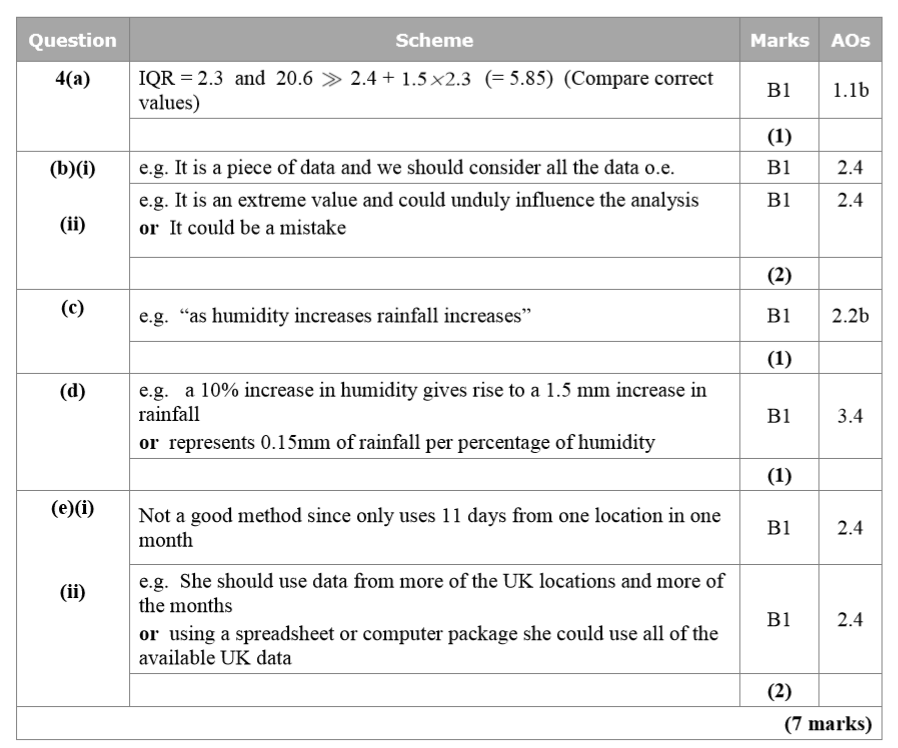 Question Scheme Marks AOs
4(a) IQR = 2.3 and 20.6 ≫ 2.4 + 1.5 ×2.3 (= 5.85) (Compare correct
values) B1 1.1b
(1)
(b)(i) e.g. It is a piece of data and we should consider all the data o.e. B1 2.4
e.g. It is an extreme value and could unduly influence the analysis B1 2.4
(ii) or It could be a mistake
(2)
(c) e.g. “as humidity increases rainfall increases” B1 2.2b
(1)
(d) e.g. a 10% increase in humidity gives rise to a 1.5 mm increase in
rainfall B1 3.4
or represents 0.15mm of rainfall per percentage of humidity
(1)
(e)(i) Not a good method since only uses 11 days from one location in one
month B1 2.4
(ii) e.g. She should use data from more of the UK locations and more of
the months B1 2.4
or using a spreadsheet or computer package she could use all of the
available UK data
(2)
(7 marks)